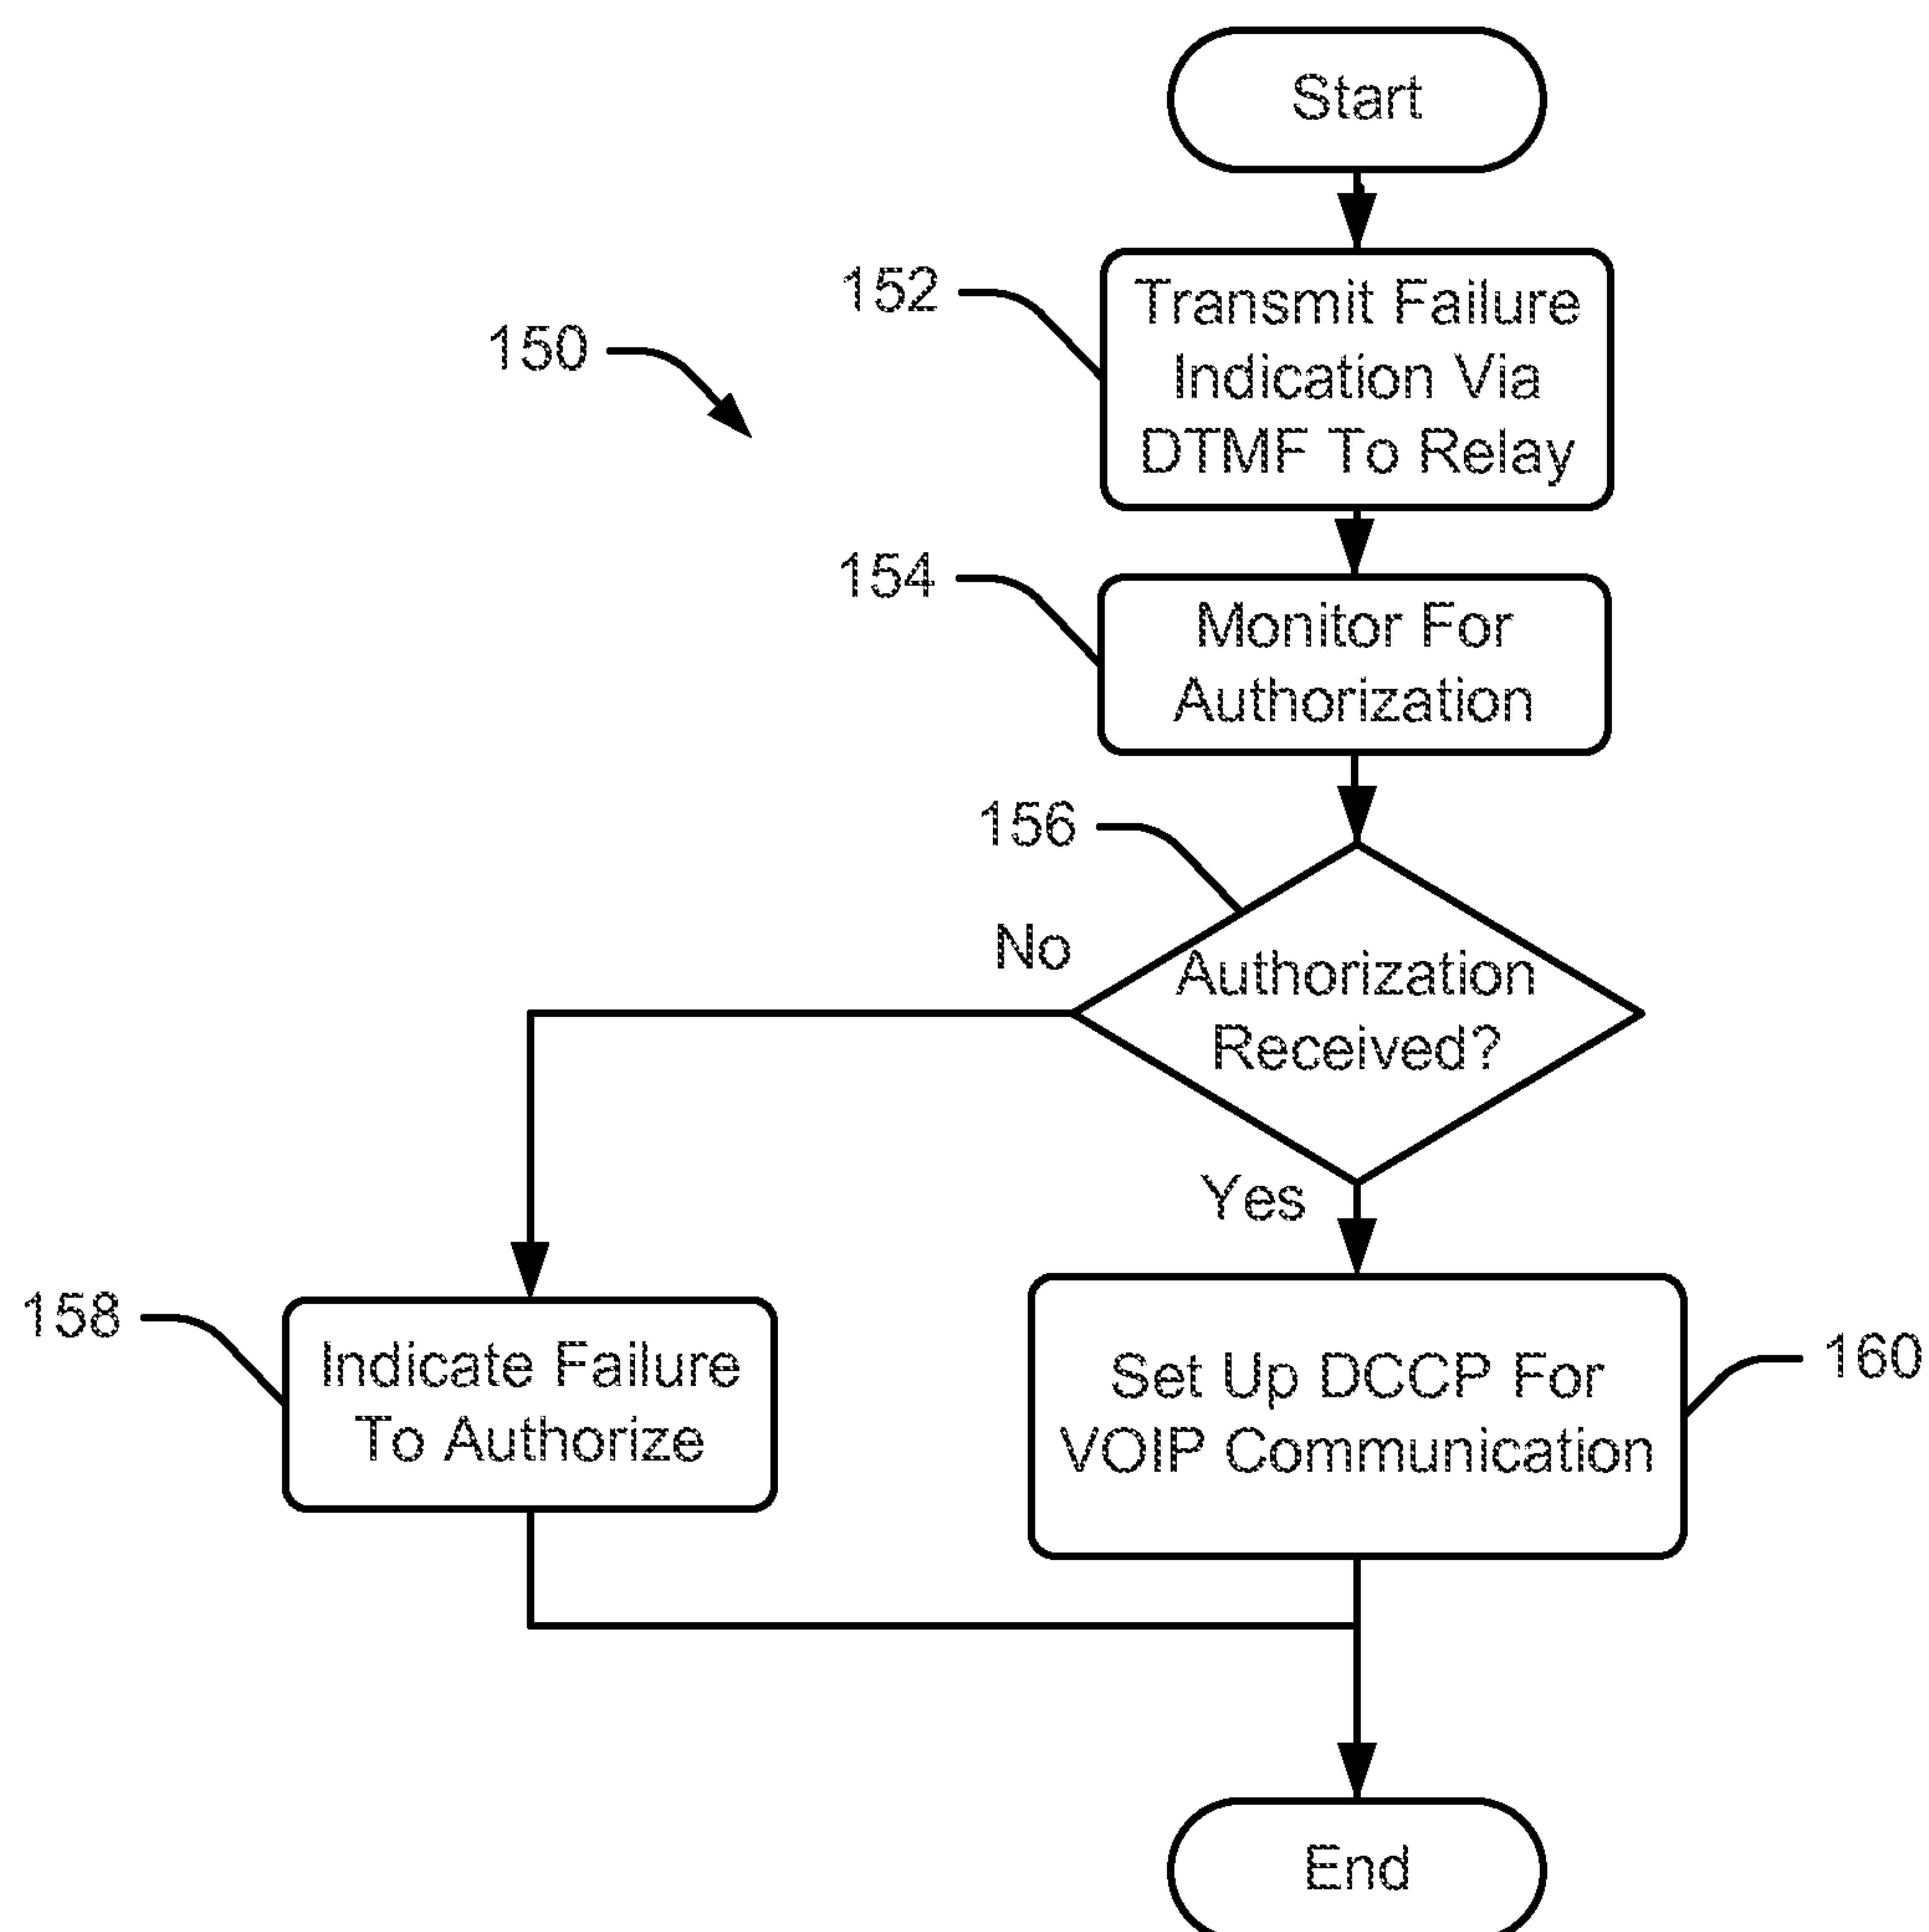 Start
152
Transmit Failure
Indication Via
DTMF To Relay
150
154
Monitor For
Authorization
156
No
Authorization
Received?
Yes
158
Indicate Failure
To Authorize
Set Up DCCP For
VOIP Communication
160
End